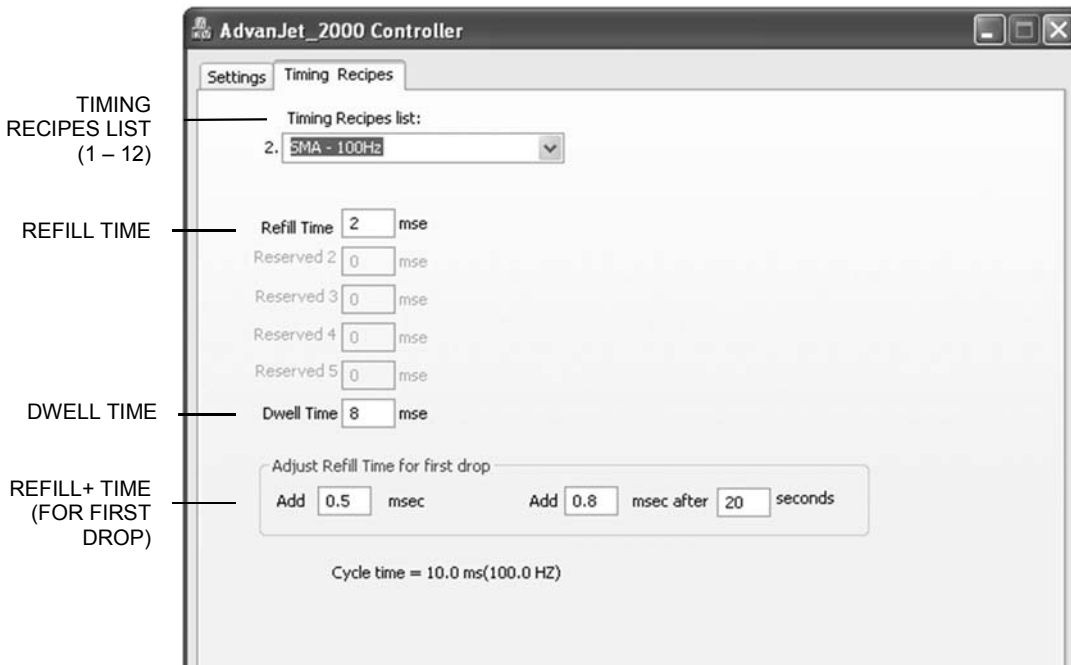 AdvanJet_2000 Controller
Settings
Timing Recipes
TIMING
RECIPES LIST
(1 – 12)
Timing Recipes list:
2. SMA - 100Hz
REFILL TIME
Refill Time 2 mse
Reserved 2 0 mse
Reserved 3 0 mse
Reserved 4 0 mse
Reserved 5 0 mse
DWELL TIME
Dwell Time 8 mse
REFILL+ TIME
(FOR FIRST
DROP)
Adjust Refill Time for first drop
Add 0.5 msec Add 0.8 msec after 20 seconds
Cycle time = 10.0 ms(100.0 HZ)